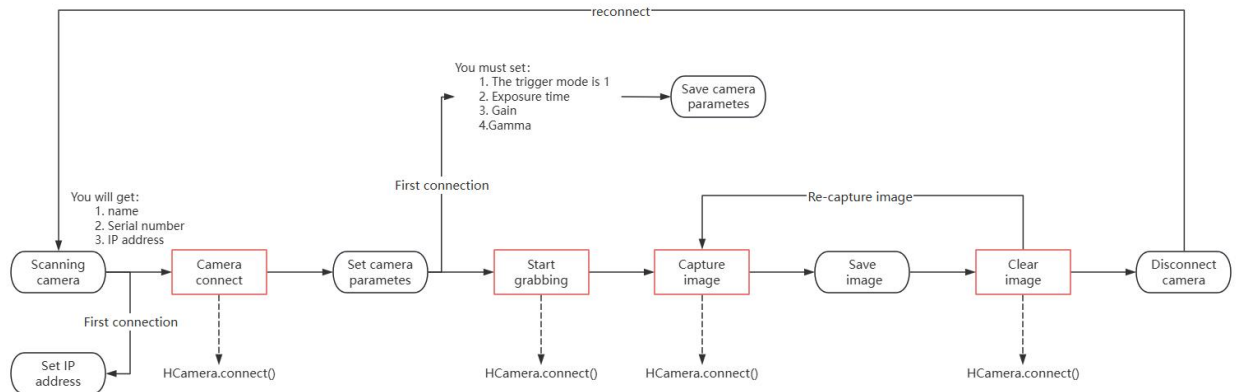 reconnect
You must set:
1. The trigger mode is 1
2. Exposure time
3. Gain
4.Gamma
Save camera
parametes
First connection
You will get:
1. name
2. Serial number
3. IP address
Re-capture image
Scanning
camera
Camera
connect
Set camera
parametes
Start
grabbing
Capture
image
Save
image
Clear
image
Disconnect
camera
First connection
Set IP
address
HCamera.connect()
HCamera.connect()
HCamera.connect()
HCamera.connect()